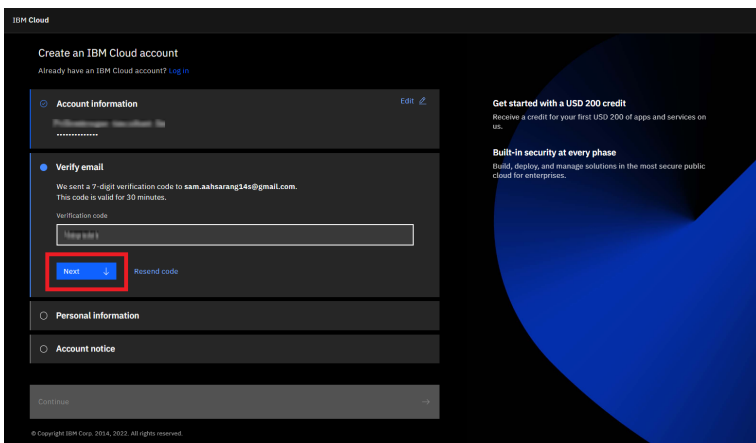 IBM Cloud
Create an IBM Cloud account
Already have an IBM Cloud account? Log in
Account information
Edit
Verify email
We sent a 7-digit verification code to sam.aahsarang14s@gmail.com.
This code is valid for 30 minutes.
Verification code
Next
Resend code
Personal information
Account notice
Continue
© Copyright IBM Corp. 2014, 2022. All rights reserved.
Get started with a USD 200 credit
Receive a credit for your first USD 200 of apps and services on
us.
Built-in security at every phase
Build, deploy, and manage solutions in the most secure public
cloud for enterprises.